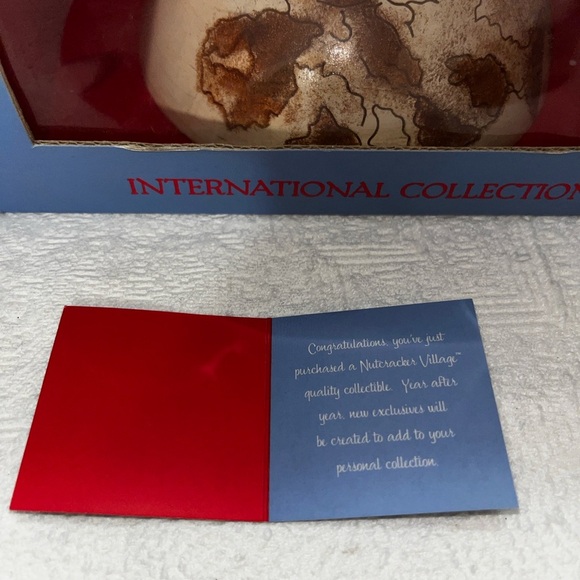 INTERNATIONAL COLLECTION
Congratulations, you've just
purchased a Nutcracker Village™
quality collectible. Year after
year, new exclusives will
be created to add to your
personal collection.